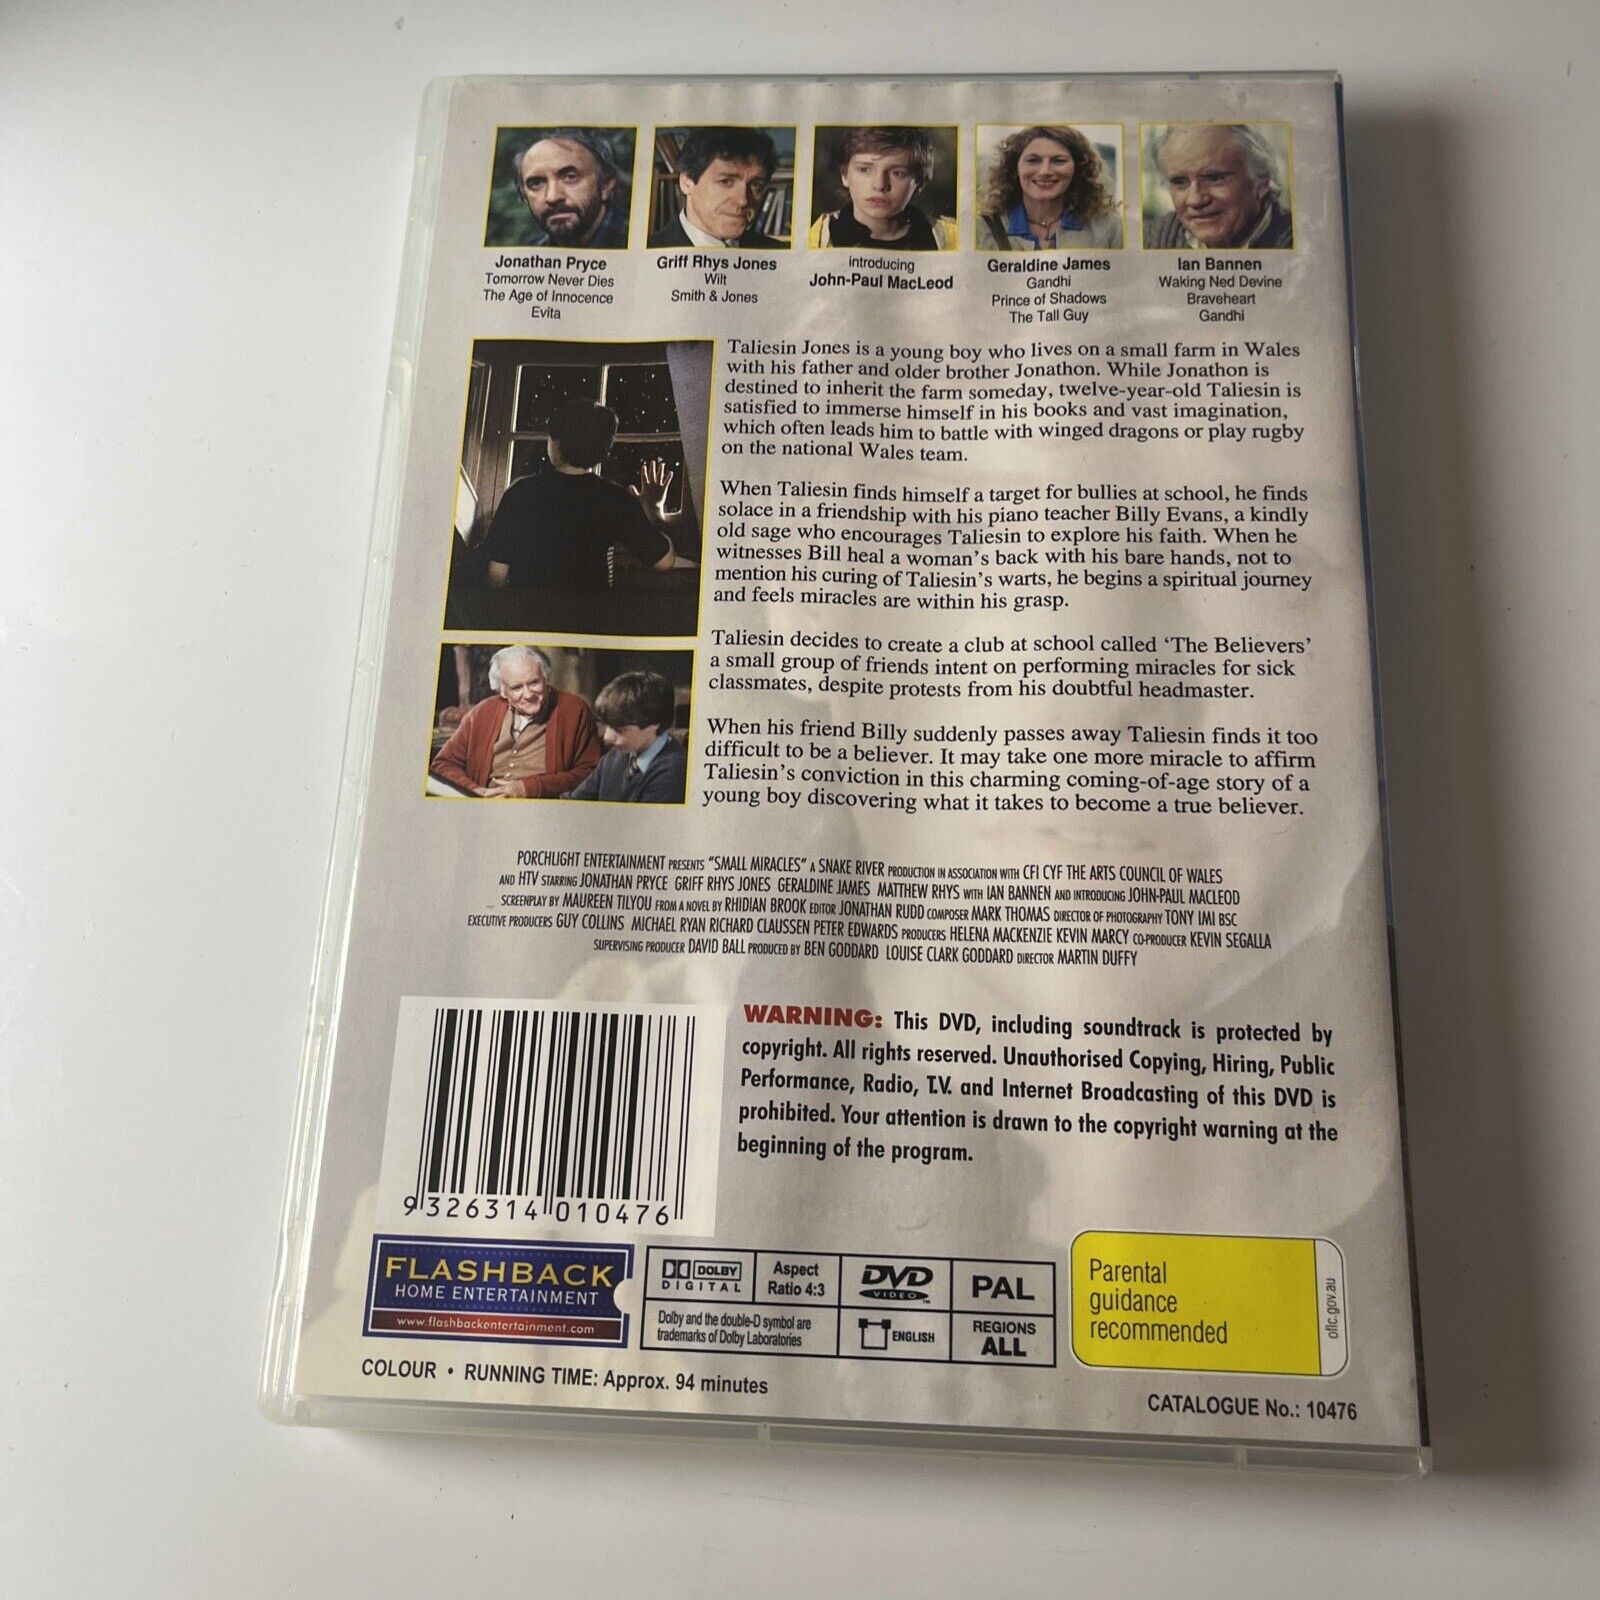 Jonathan Pryce
Tomorrow Never Dies
The Age of Innocence
Evita
Griff Rhys Jones
Wilt
Smith & Jones
introducing
John-Paul MacLeod
Geraldine James
Gandhi
Prince of Shadows
The Tall Guy
Ian Bannen
Waking Ned Devine
Braveheart
Gandhi
Taliesin Jones is a young boy who lives on a small farm in Wales
with his father and older brother Jonathon. While Jonathon is
destined to inherit the farm someday, twelve-year-old Taliesin is
satisfied to immerse himself in his books and vast imagination,
which often leads him to battle with winged dragons or play rugby
on the national Wales team.
When Taliesin finds himself a target for bullies at school, he finds
solace in a friendship with his piano teacher Billy Evans, a kindly
old sage who encourages Taliesin to explore his faith. When he
witnesses Bill heal a woman's back with his bare hands, not to
mention his curing of Taliesin's warts, he begins a spiritual journey
and feels miracles are within his grasp.
Taliesin decides to create a club at school called 'The Believers'
a small group of friends intent on performing miracles for sick
classmates, despite protests from his doubtful headmaster.
When his friend Billy suddenly passes away Taliesin finds it too
difficult to be a believer. It may take one more miracle to affirm
Taliesin's conviction in this charming coming-of-age story of a
young boy discovering what it takes to become a true believer.
PORCHLIGHT ENTERTAINMENT PRESENTS "SMALL MIRACLES" A SNAKE RIVER PRODUCTION IN ASSOCIATION WITH CFI CYF THE ARTS COUNCIL OF WALES
AND HTV STARRING JONATHAN PRYCE GRIFF RHYS JONES GERALDINE JAMES MATTHEW RHYS WITH IAN BANNEN AND INTRODUCING JOHN-PAUL MACLEOD
SCREENPLAY BY MAUREEN TILYOU FROM A NOVEL BY RHIDIAN BROOK EDITOR JONATHAN RUDD COMPOSER MARK THOMAS DIRECTOR OF PHOTOGRAPHY TONY IMI BSC
EXECUTIVE PRODUCERS GUY COLLINS MICHAEL RYAN RICHARD CLAUSSEN PETER EDWARDS PRODUCERS HELENA MACKENZIE KEVIN MARCY CO-PRODUCER KEVIN SEGALLA
SUPERVISING PRODUCER DAVID BALL PRODUCED BY BEN GODDARD LOUISE CLARK GODDARD DIRECTOR MARTIN DUFFY
WARNING: This DVD, including soundtrack is protected by
copyright. All rights reserved. Unauthorised Copying, Hiring, Public
Performance, Radio, T.V. and Internet Broadcasting of this DVD is
prohibited. Your attention is drawn to the copyright warning at the
beginning of the program.
9 326314 010476
FLASHBACK
HOME ENTERTAINMENT
www.flashbackentertainment.com
DOLBY
DIGITAL
Aspect
Ratio 4:3
Dolby and the double-D symbol are
trademarks of Dolby Laboratories
DVD
VIDEO
TM
ENGLISH
PAL
REGIONS
ALL
Parental
guidance
recommended
oflc.gov.au
COLOUR • RUNNING TIME: Approx. 94 minutes
CATALOGUE No.: 10476